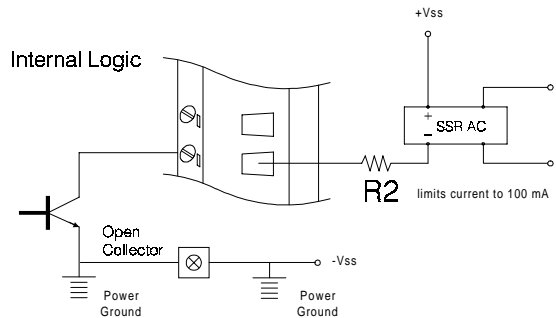 +Vss
Internal Logic
+
SSR AC
−
R2
limits current to 100 mA
Open
Collector
-Vss
Power
Ground
Power
Ground